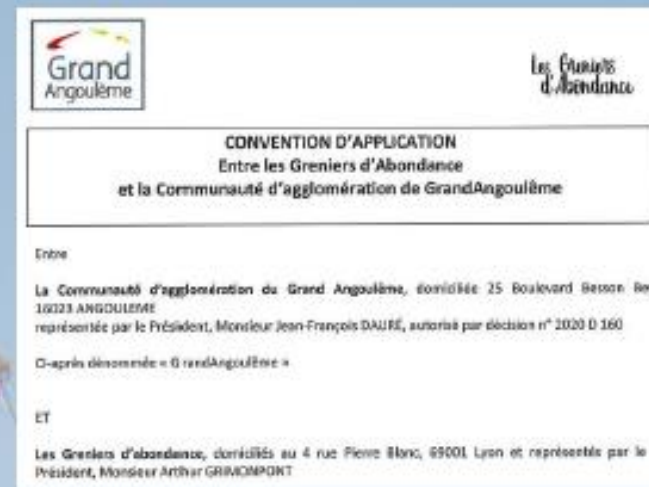 Grand
Angoulême
Les Greniers
d'Abondance
CONVENTION D'APPLICATION
Entre les Greniers d'Abondance
et la Communauté d'agglomération de GrandAngoulême
Entre
La Communauté d'agglomération du Grand Angoulême, domiciliée 25 Boulevard Besson
16023 ANGOULEME
représentée par le Président, Monsieur Jean-François DAURÉ, autorisé par décision n° 2020 D 160
Ci-après dénommée « GrandAngoulême »
ET
Les Greniers d'abondance, domiciliés au 4 rue Pierre Blanc, 69001 Lyon et représentés par le
Président, Monsieur Arthur GRIMONPONT